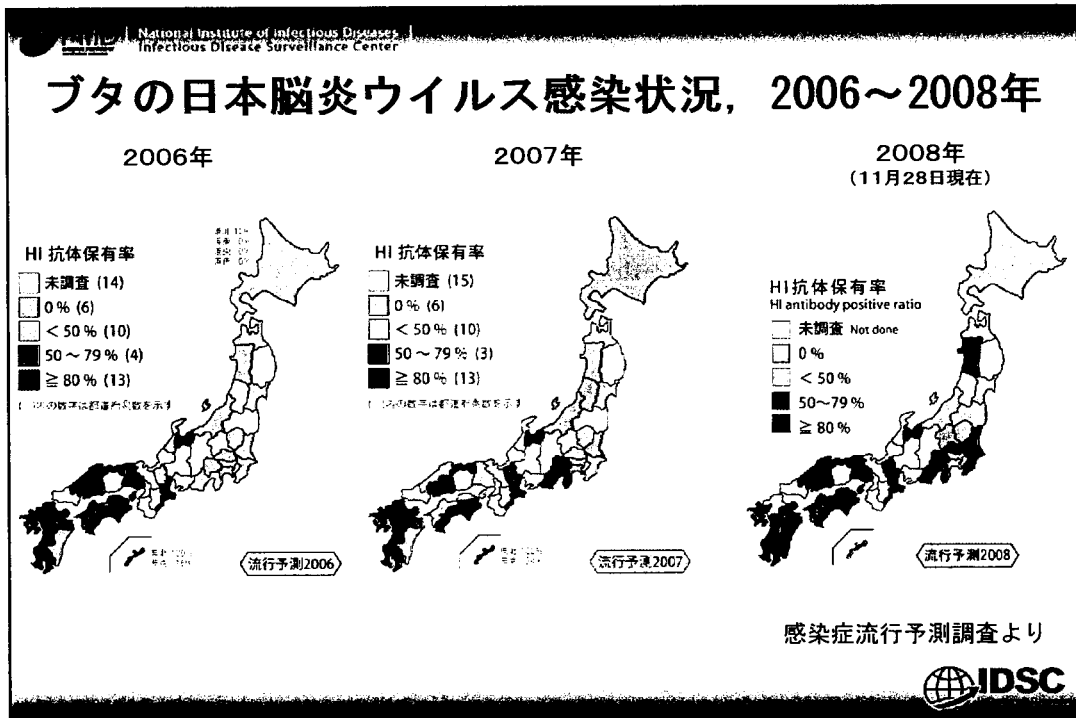 National Institute of Infectious Diseases
Infectious Disease Surveillance Center
ブタの日本脳炎ウイルス感染状況, 2006～2008年
2006年
HI 抗体保有率
未調査 (14)
0 % (6)
< 50 % (10)
50 ～ 79 % (4)
≧ 80 % (13)
流行予測2006
2007年
HI 抗体保有率
未調査 (15)
0 % (6)
< 50 % (10)
50 ～ 79 % (3)
≧ 80 % (13)
流行予測2007
2008年
(11月28日現在)
HI抗体保有率
HI antibody positive ratio
未調査 Not done
0 %
< 50 %
50～79 %
≧ 80 %
流行予測2008
感染症流行予測調査より
IDSC